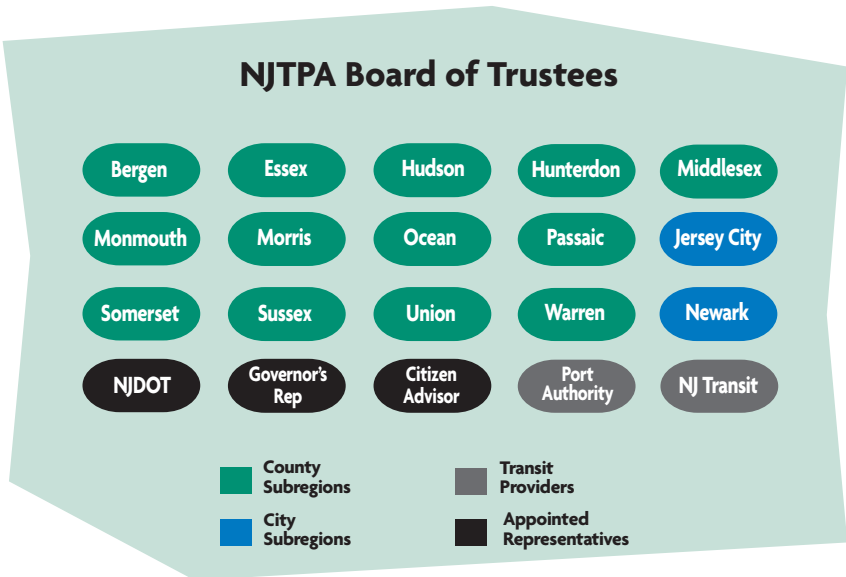 NJTPA Board of Trustees
Bergen
Essex
Hudson
Hunterdon
Middlesex
Monmouth
Morris
Ocean
Passaic
Jersey City
Somerset
Sussex
Union
Warren
Newark
NJDOT
Governor's
Rep
Citizen
Advisor
Port
Authority
NJ Transit
County
Subregions
Transit
Providers
City
Subregions
Appointed
Representatives